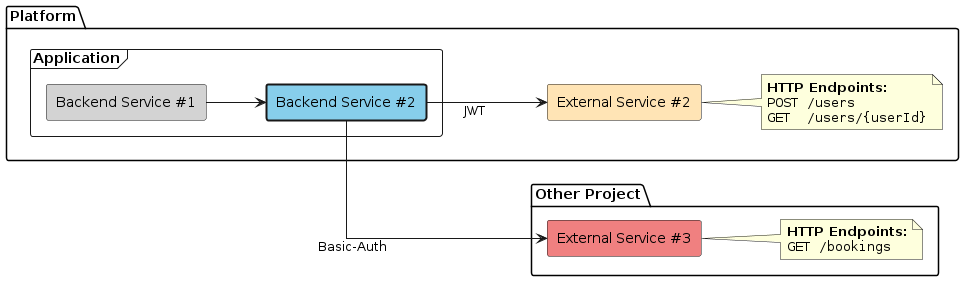 Platform
Application
Backend Service #1
Backend Service #2
JWT
External Service #2
HTTP Endpoints:
POST /users
GET  /users/{userId}
Basic-Auth
Other Project
External Service #3
HTTP Endpoints:
GET /bookings